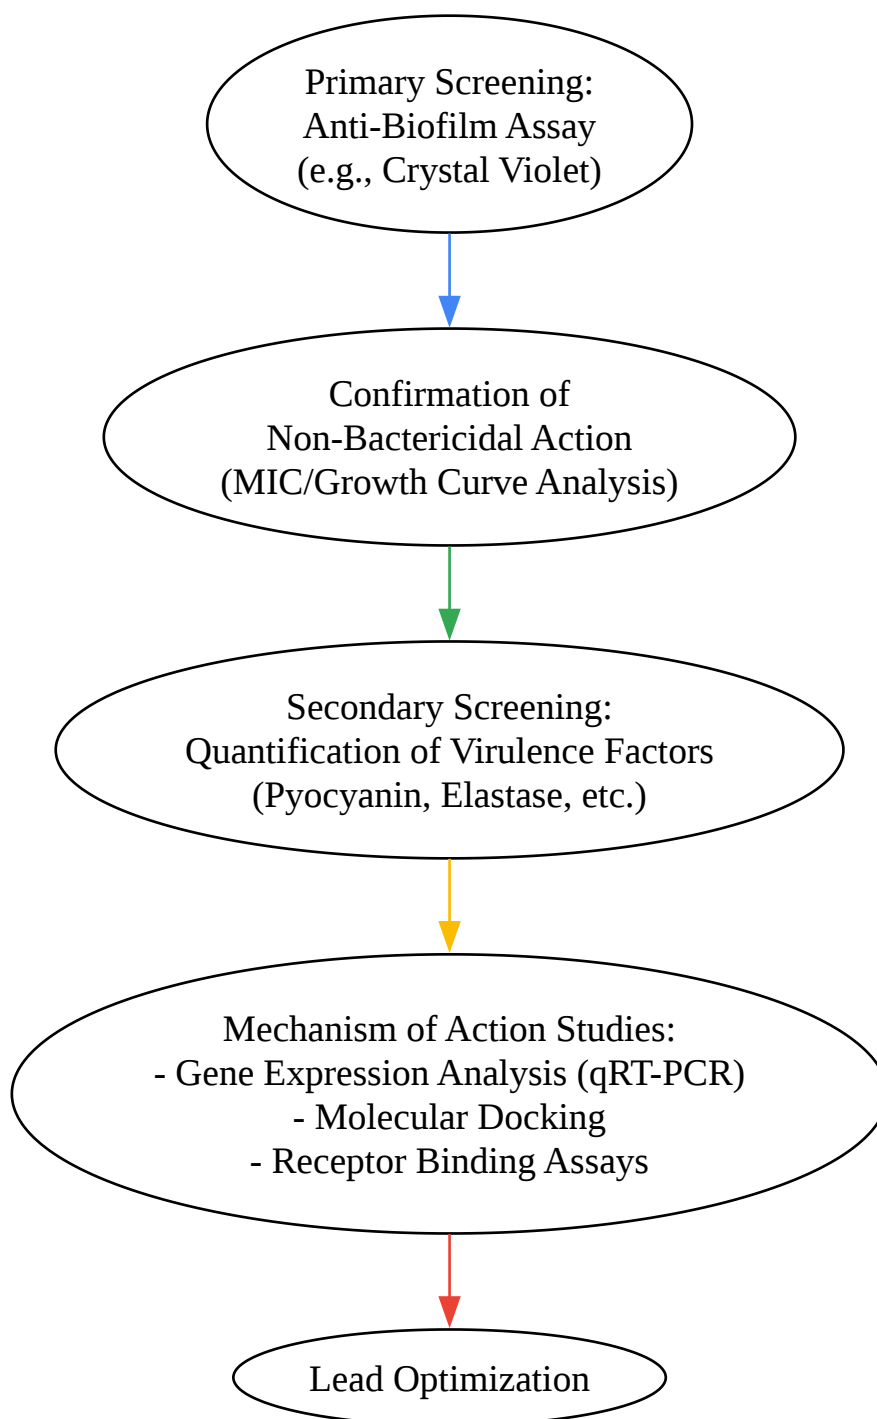 Primary Screening:
Anti-Biofilm Assay
(e.g., Crystal Violet)
Confirmation of
Non-Bactericidal Action
(MIC/Growth Curve Analysis)
Secondary Screening:
Quantification of Virulence Factors
(Pyocyanin, Elastase, etc.)
Mechanism of Action Studies:
- Gene Expression Analysis (qRT-PCR)
- Molecular Docking
- Receptor Binding Assays
Lead Optimization